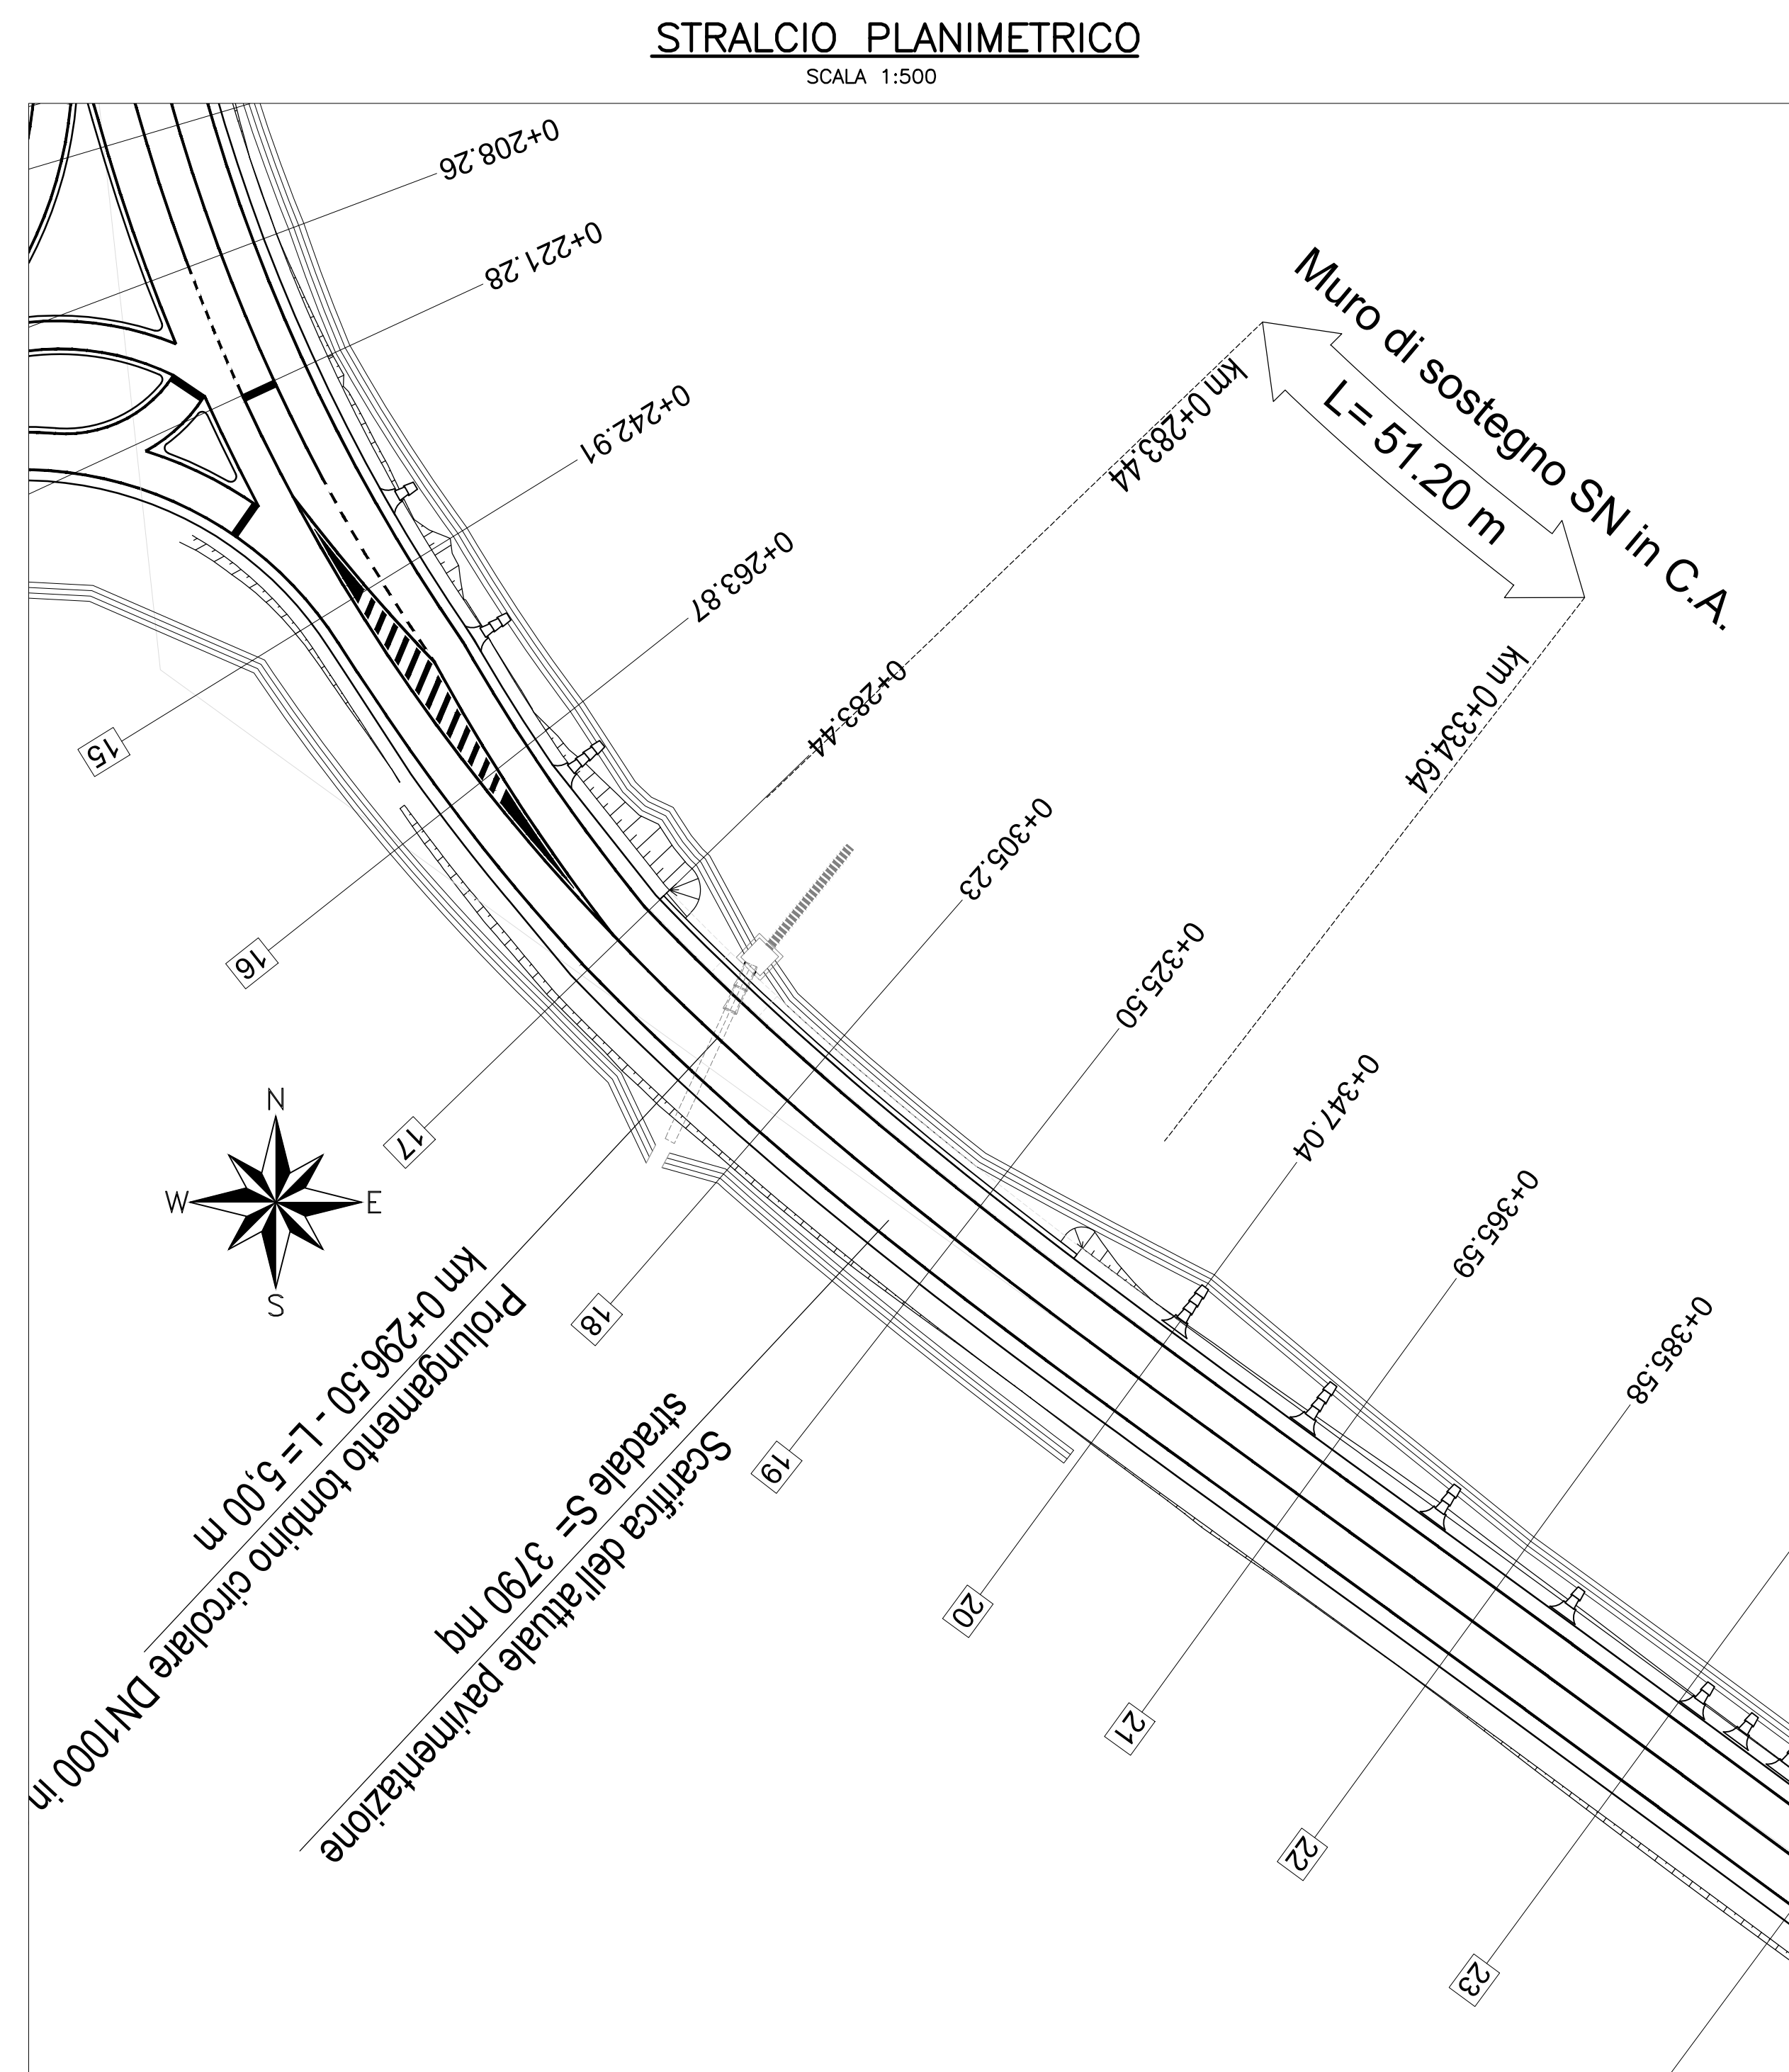 STRALCIO PLANIMETRICO
SCALA 1:500
0+208.26
0+221.28
0+242.91
0+263.87
0+283.44
0+305.23
0+325.50
0+347.04
0+365.59
0+385.58
Muro di sostegno SN in C.A.
L= 51.20 m
km 0+283.44
km 0+334.64
15
16
17
18
19
20
21
22
23
N
W
E
S
Prolungamento tombino circolare DN1000 in
km 0+296.50 - L= 5,00 m
Scarifica dell'attuale pavimentazione
stradale S= 3790 mq